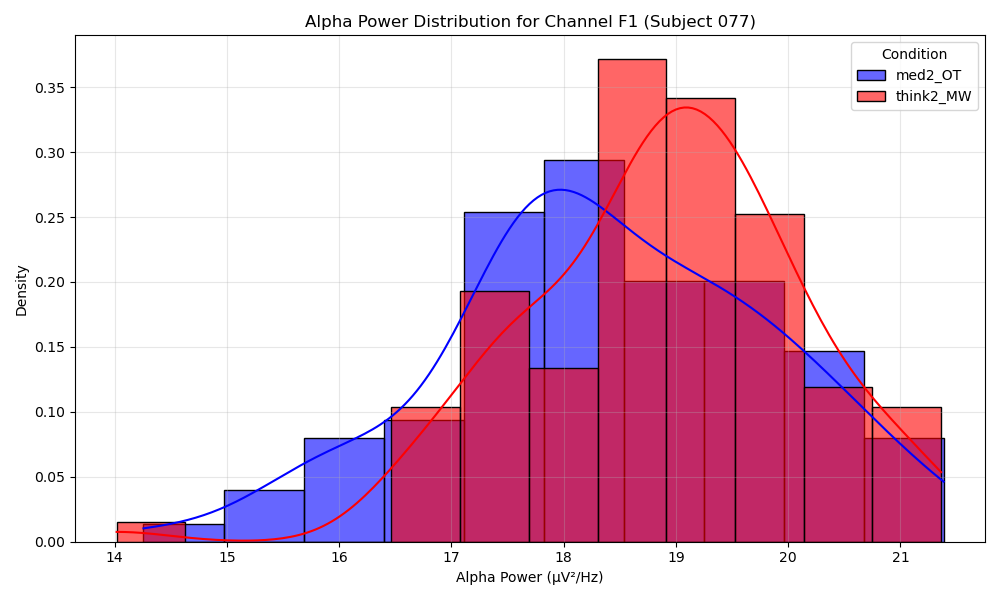 Alpha Power Distribution for Channel F1 (Subject 077)
Condition
med2_OT
think2_MW
Density
0.35
0.30
0.25
0.20
0.15
0.10
0.05
0.00
14 15 16 17 18 19 20 21
Alpha Power (μV²/Hz)